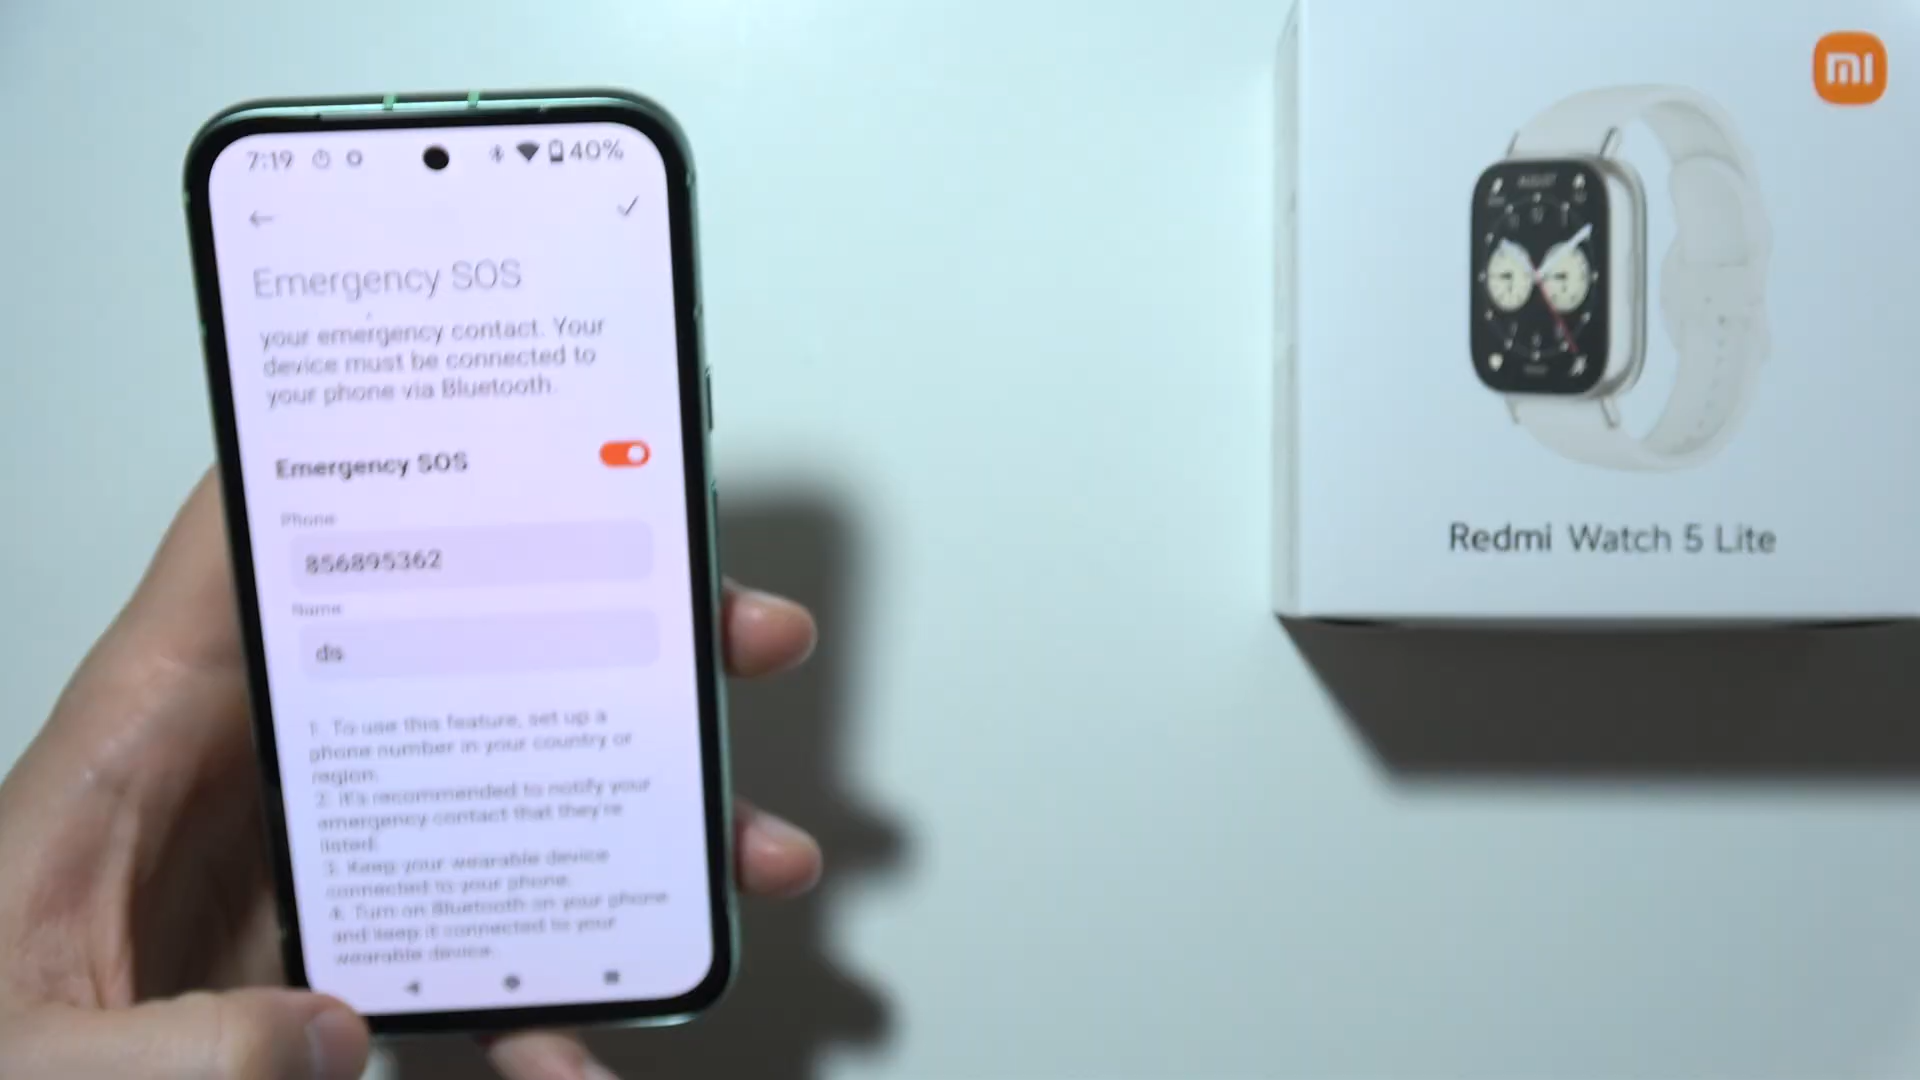 7:19 40%
Emergency SOS
your emergency contact. Your
device must be connected to
your phone via Bluetooth.
Emergency SOS
Phone
856895362
Name
ds
1. To use this feature, set up a
phone number in your country or
region.
2. It's recommended to notify your
emergency contact that they're
listed.
3. Keep your wearable device
connected to your phone.
4. Turn on Bluetooth on your phone
and keep it connected to your
wearable device.
mi
AUGUST
Redmi Watch 5 Lite